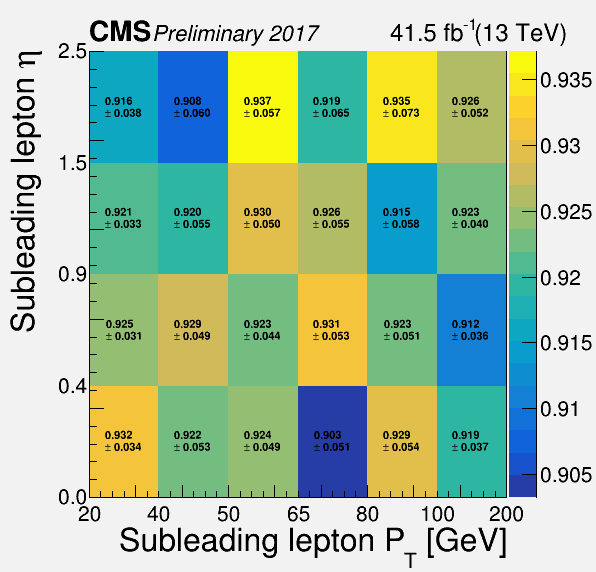 CMS Preliminary 2017 41.5 fb⁻¹(13 TeV)
Subleading lepton η
2.5
1.5
0.9
0.4
0.0
0.916 0.908 0.937 0.919 0.935 0.926
± 0.038 ± 0.060 ± 0.057 ± 0.065 ± 0.073 ± 0.052
0.921 0.920 0.930 0.926 0.915 0.923
± 0.033 ± 0.055 ± 0.050 ± 0.055 ± 0.058 ± 0.040
0.925 0.929 0.923 0.931 0.923 0.912
± 0.031 ± 0.049 ± 0.044 ± 0.053 ± 0.051 ± 0.036
0.932 0.922 0.924 0.903 0.929 0.919
± 0.034 ± 0.053 ± 0.049 ± 0.051 ± 0.054 ± 0.037
20 40 50 65 80 100 200
Subleading lepton P_T [GeV]
0.935
0.93
0.925
0.92
0.915
0.91
0.905